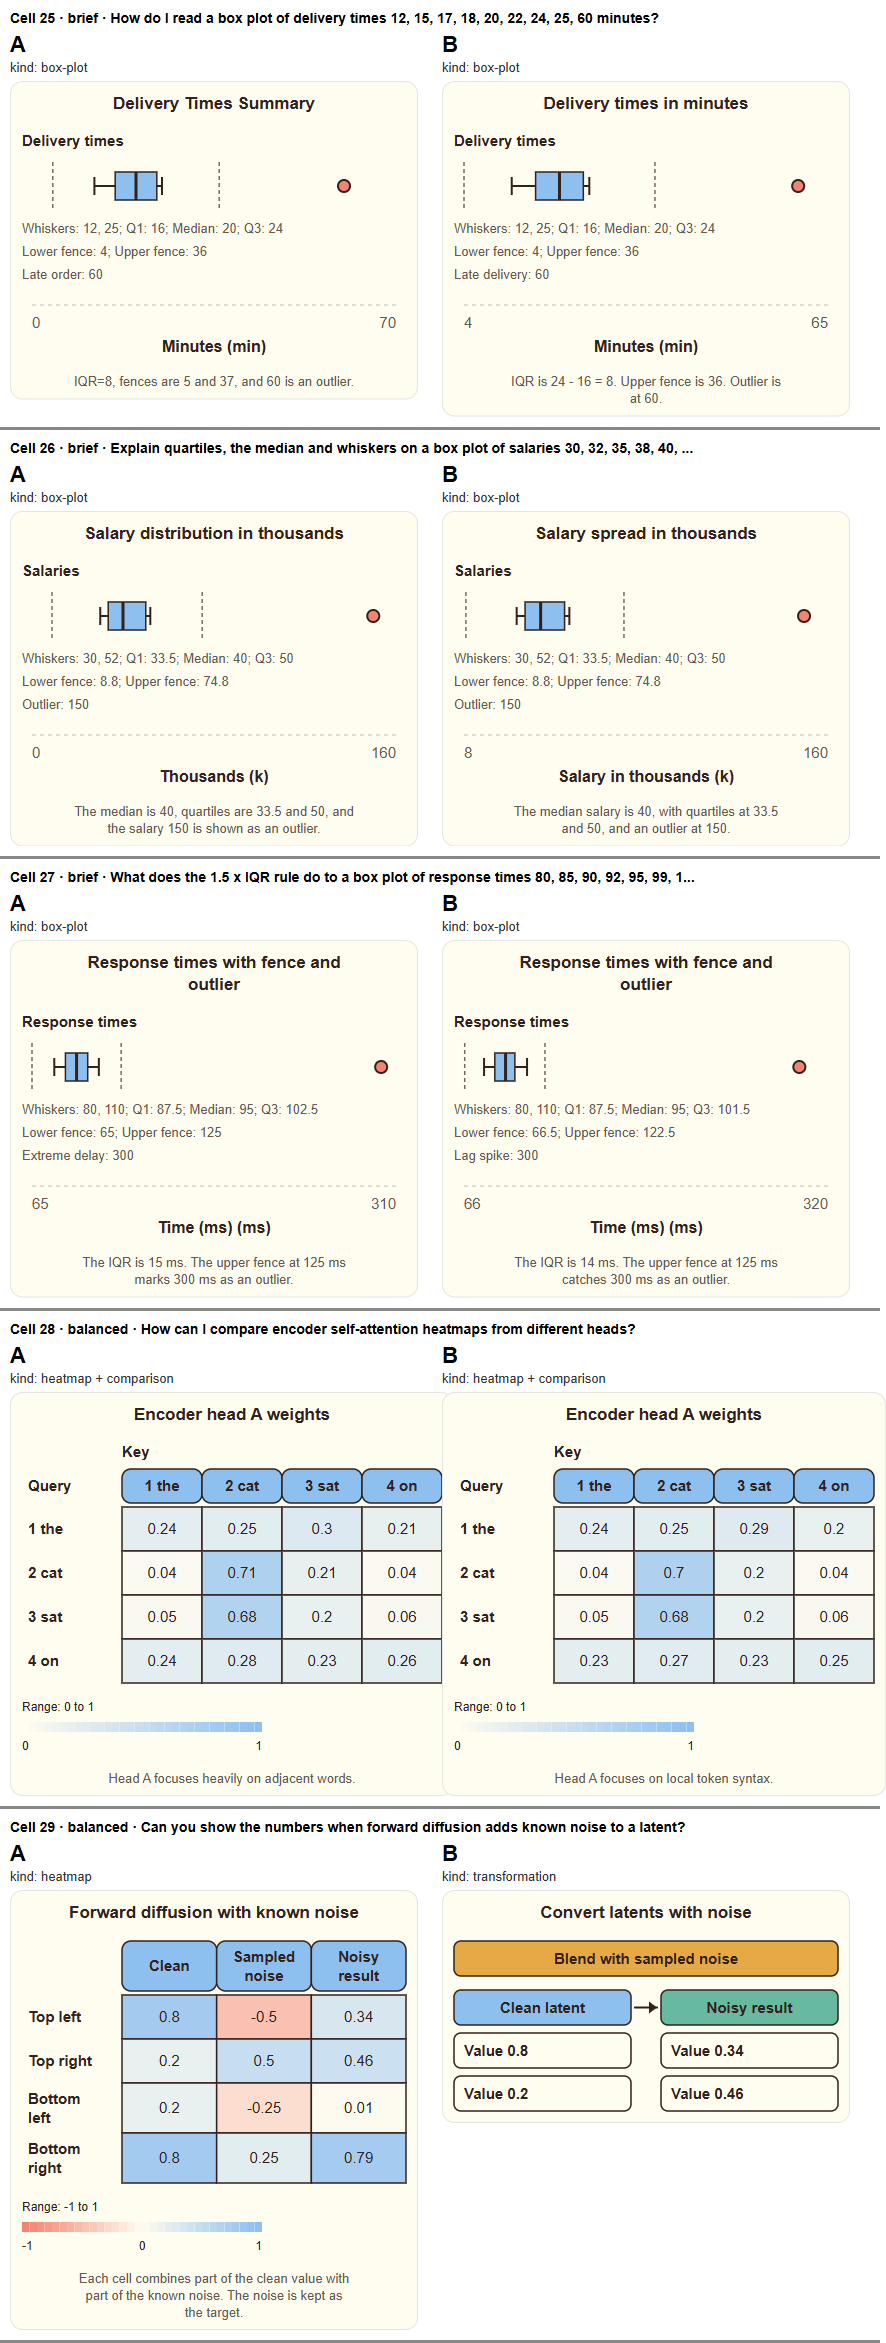 Cell 25 · brief · How do I read a box plot of delivery times 12, 15, 17, 18, 20, 22, 24, 25, 60 minutes?
A
kind: box-plot
Delivery Times Summary
Delivery times
Whiskers: 12, 25; Q1: 16; Median: 20; Q3: 24
Lower fence: 4; Upper fence: 36
Late order: 60
0 70
Minutes (min)
IQR=8, fences are 5 and 37, and 60 is an outlier.
B
kind: box-plot
Delivery times in minutes
Delivery times
Whiskers: 12, 25; Q1: 16; Median: 20; Q3: 24
Lower fence: 4; Upper fence: 36
Late delivery: 60
4 65
Minutes (min)
IQR is 24 - 16 = 8. Upper fence is 36. Outlier is
at 60.
Cell 26 · brief · Explain quartiles, the median and whiskers on a box plot of salaries 30, 32, 35, 38, 40, ...
A
kind: box-plot
Salary distribution in thousands
Salaries
Whiskers: 30, 52; Q1: 33.5; Median: 40; Q3: 50
Lower fence: 8.8; Upper fence: 74.8
Outlier: 150
0 160
Thousands (k)
The median is 40, quartiles are 33.5 and 50, and
the salary 150 is shown as an outlier.
B
kind: box-plot
Salary spread in thousands
Salaries
Whiskers: 30, 52; Q1: 33.5; Median: 40; Q3: 50
Lower fence: 8.8; Upper fence: 74.8
Outlier: 150
8 160
Salary in thousands (k)
The median salary is 40, with quartiles at 33.5
and 50, and an outlier at 150.
Cell 27 · brief · What does the 1.5 x IQR rule do to a box plot of response times 80, 85, 90, 92, 95, 99, 1...
A
kind: box-plot
Response times with fence and
outlier
Response times
Whiskers: 80, 110; Q1: 87.5; Median: 95; Q3: 102.5
Lower fence: 65; Upper fence: 125
Extreme delay: 300
65 310
Time (ms) (ms)
The IQR is 15 ms. The upper fence at 125 ms
marks 300 ms as an outlier.
B
kind: box-plot
Response times with fence and
outlier
Response times
Whiskers: 80, 110; Q1: 87.5; Median: 95; Q3: 101.5
Lower fence: 66.5; Upper fence: 122.5
Lag spike: 300
66 320
Time (ms) (ms)
The IQR is 14 ms. The upper fence at 125 ms
catches 300 ms as an outlier.
Cell 28 · balanced · How can I compare encoder self-attention heatmaps from different heads?
A
kind: heatmap + comparison
Encoder head A weights
Key
Query 1 the 2 cat 3 sat 4 on
1 the 0.24 0.25 0.3 0.21
2 cat 0.04 0.71 0.21 0.04
3 sat 0.05 0.68 0.2 0.06
4 on 0.24 0.28 0.23 0.26
Range: 0 to 1
0 1
Head A focuses heavily on adjacent words.
B
kind: heatmap + comparison
Encoder head A weights
Key
Query 1 the 2 cat 3 sat 4 on
1 the 0.24 0.25 0.29 0.2
2 cat 0.04 0.7 0.2 0.04
3 sat 0.05 0.68 0.2 0.06
4 on 0.23 0.27 0.23 0.25
Range: 0 to 1
0 1
Head A focuses on local token syntax.
Cell 29 · balanced · Can you show the numbers when forward diffusion adds known noise to a latent?
A
kind: heatmap
Forward diffusion with known noise
Clean Sampled noise Noisy result
Top left 0.8 -0.5 0.34
Top right 0.2 0.5 0.46
Bottom left 0.2 -0.25 0.01
Bottom right 0.8 0.25 0.79
Range: -1 to 1
-1 0 1
Each cell combines part of the clean value with
part of the known noise. The noise is kept as
the target.
B
kind: transformation
Convert latents with noise
Blend with sampled noise
Clean latent Noisy result
Value 0.8 Value 0.34
Value 0.2 Value 0.46